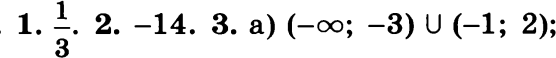 . 1. 1/3. 2. –14. 3. а) (–∞; –3) ∪ (–1; 2);